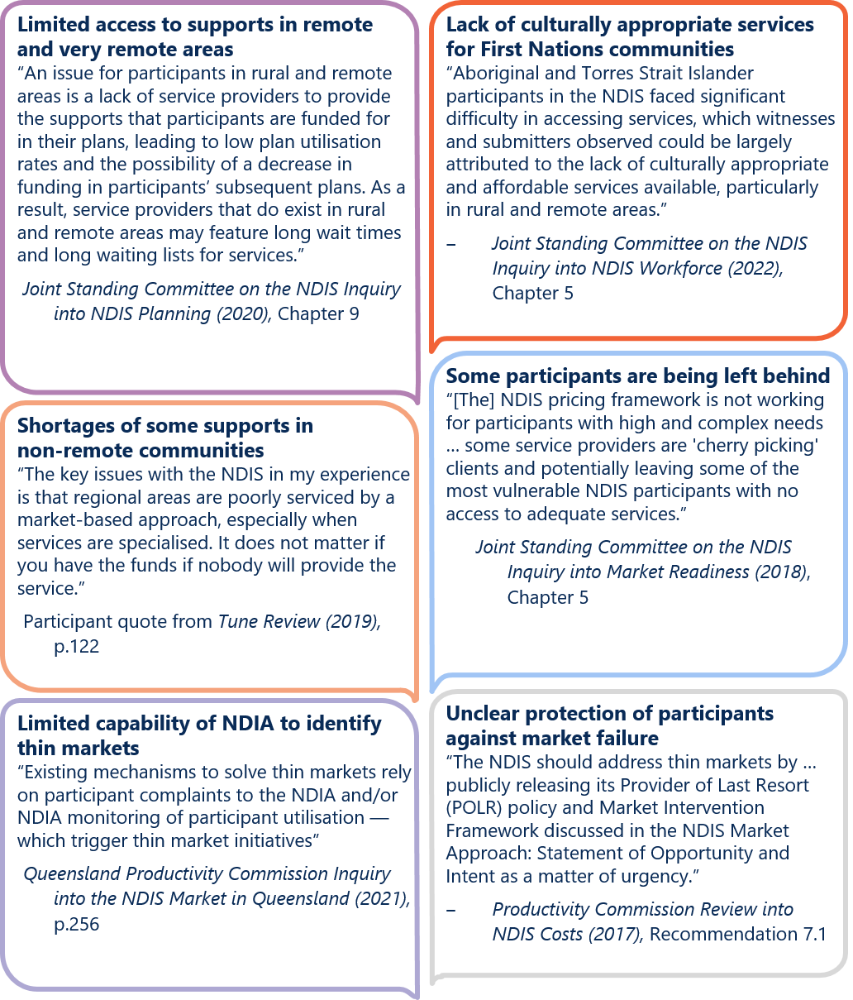 Limited access to supports in remote
and very remote areas
“An issue for participants in rural and remote
areas is a lack of service providers to provide
the supports that participants are funded for
in their plans, leading to low plan utilisation
rates and the possibility of a decrease in
funding in participants’ subsequent plans. As a
result, service providers that do exist in rural
and remote areas may feature long wait times
and long waiting lists for services.”
Joint Standing Committee on the NDIS Inquiry
into NDIS Planning (2020), Chapter 9
Shortages of some supports in
non-remote communities
“The key issues with the NDIS in my experience
is that regional areas are poorly serviced by a
market-based approach, especially when
services are specialised. It does not matter if
you have the funds if nobody will provide the
service.”
Participant quote from Tune Review (2019),
p.122
Limited capability of NDIA to identify
thin markets
“Existing mechanisms to solve thin markets rely
on participant complaints to the NDIA and/or
NDIA monitoring of participant utilisation —
which trigger thin market initiatives”
Queensland Productivity Commission Inquiry
into the NDIS Market in Queensland (2021),
p.256
Lack of culturally appropriate services
for First Nations communities
“Aboriginal and Torres Strait Islander
participants in the NDIS faced significant
difficulty in accessing services, which witnesses
and submitters observed could be largely
attributed to the lack of culturally appropriate
and affordable services available, particularly
in rural and remote areas.”
– Joint Standing Committee on the NDIS
Inquiry into NDIS Workforce (2022),
Chapter 5
Some participants are being left behind
“[The] NDIS pricing framework is not working
for participants with high and complex needs
... some service providers are 'cherry picking'
clients and potentially leaving some of the
most vulnerable NDIS participants with no
access to adequate services.”
Joint Standing Committee on the NDIS
Inquiry into Market Readiness (2018),
Chapter 5
Unclear protection of participants
against market failure
“The NDIS should address thin markets by ...
publicly releasing its Provider of Last Resort
(POLR) policy and Market Intervention
Framework discussed in the NDIS Market
Approach: Statement of Opportunity and
Intent as a matter of urgency.”
– Productivity Commission Review into
NDIS Costs (2017), Recommendation 7.1